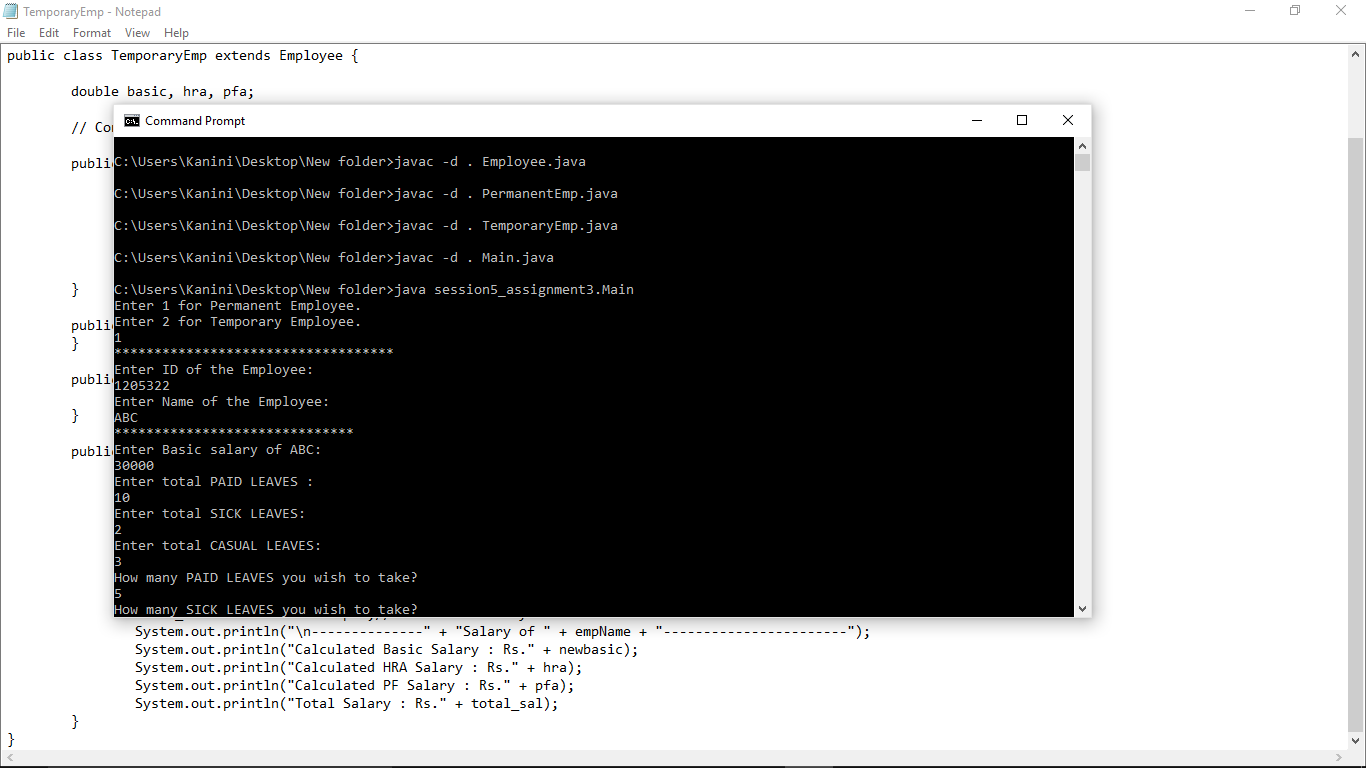 TemporaryEmp - Notepad
File Edit Format View Help
public class TemporaryEmp extends Employee {
double basic, hra, pfa;
Command Prompt
//
C:\Users\Kanini\Desktop\New folder>javac -d . Employee.java
C:\Users\Kanini\Desktop\New folder>javac -d . PermanentEmp.java
C:\Users\Kanini\Desktop\New folder>javac -d . TemporaryEmp.java
C:\Users\Kanini\Desktop\New folder>javac -d . Main.java
}
C:\Users\Kanini\Desktop\New folder>java session5_assignment3.Main
Enter 1 for Permanent Employee.
Enter 2 for Temporary Employee.
1
}
***********************************
Enter ID of the Employee:
1205322
Enter Name of the Employee:
ABC
}
******************************
Enter Basic salary of ABC:
30000
Enter total PAID LEAVES :
10
Enter total SICK LEAVES:
2
Enter total CASUAL LEAVES:
3
How many PAID LEAVES you wish to take?
5
How many SICK LEAVES you wish to take?
System.out.println("\n--------------" + "Salary of " + empName + "-----------------------");
System.out.println("Calculated Basic Salary : Rs." + newbasic);
System.out.println("Calculated HRA Salary : Rs." + hra);
System.out.println("Calculated PF Salary : Rs." + pfa);
System.out.println("Total Salary : Rs." + total_sal);
}
}